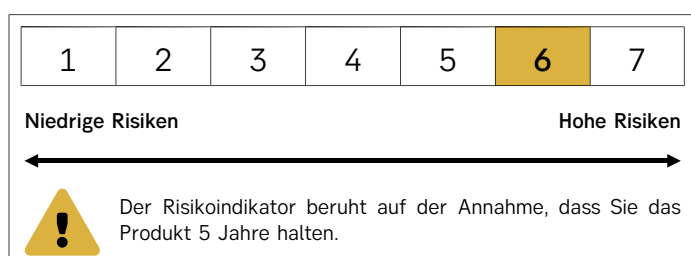 1 2 3 4 5 6 7
Niedrige Risiken Hohe Risiken
Der Risikoindikator beruht auf der Annahme, dass Sie das
Produkt 5 Jahre halten.